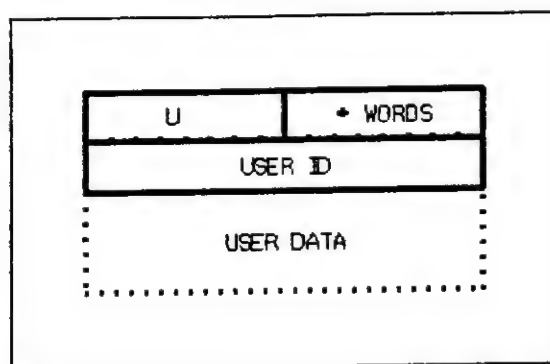 U
+ WORDS
USER ID
USER DATA